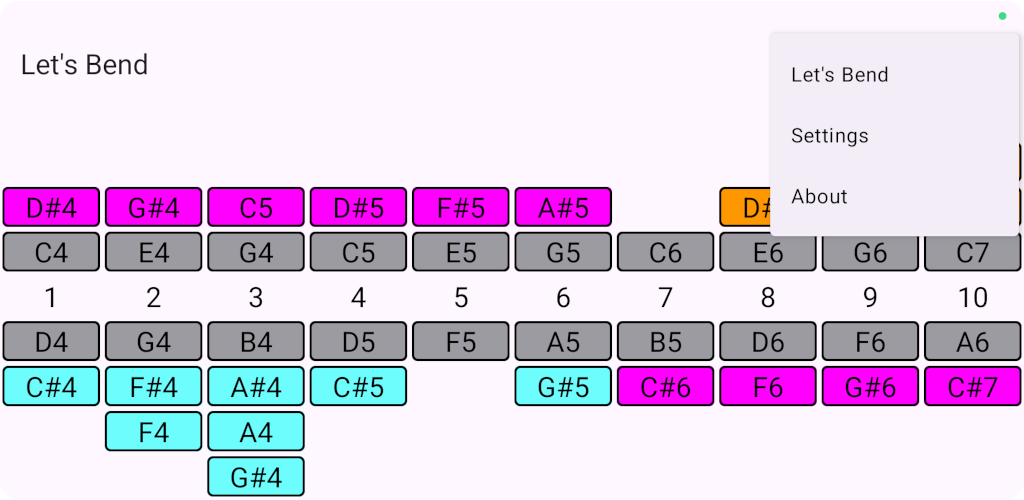 Let's Bend
Let's Bend
Settings
About
D#4 G#4 C5 D#5 F#5 A#5
C4 E4 G4 C5 E5 G5 C6 E6 G6 C7
1 2 3 4 5 6 7 8 9 10
D4 G4 B4 D5 F5 A5 B5 D6 F6 A6
C#4 F#4 A#4 C#5 G#5 C#6 F6 G#6 C#7
F4 A4
G#4